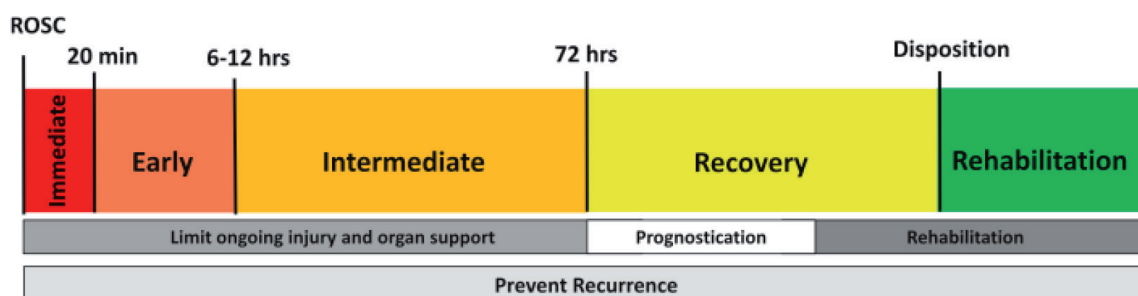 ROSC
20 min
6-12 hrs
72 hrs
Disposition
Immediate
Early
Intermediate
Recovery
Rehabilitation
Limit ongoing injury and organ support
Prognostication
Rehabilitation
Prevent Recurrence